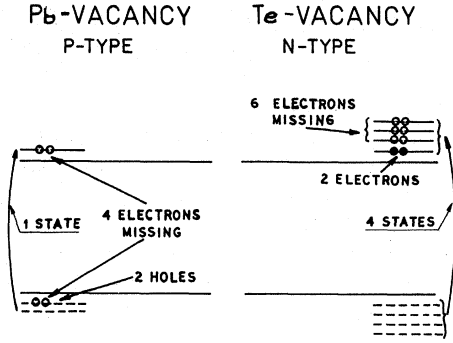 Pb-VACANCY
P-TYPE
Te-VACANCY
N-TYPE
6 ELECTRONS
MISSING
2 ELECTRONS
4 STATES
1 STATE
4 ELECTRONS
MISSING
2 HOLES